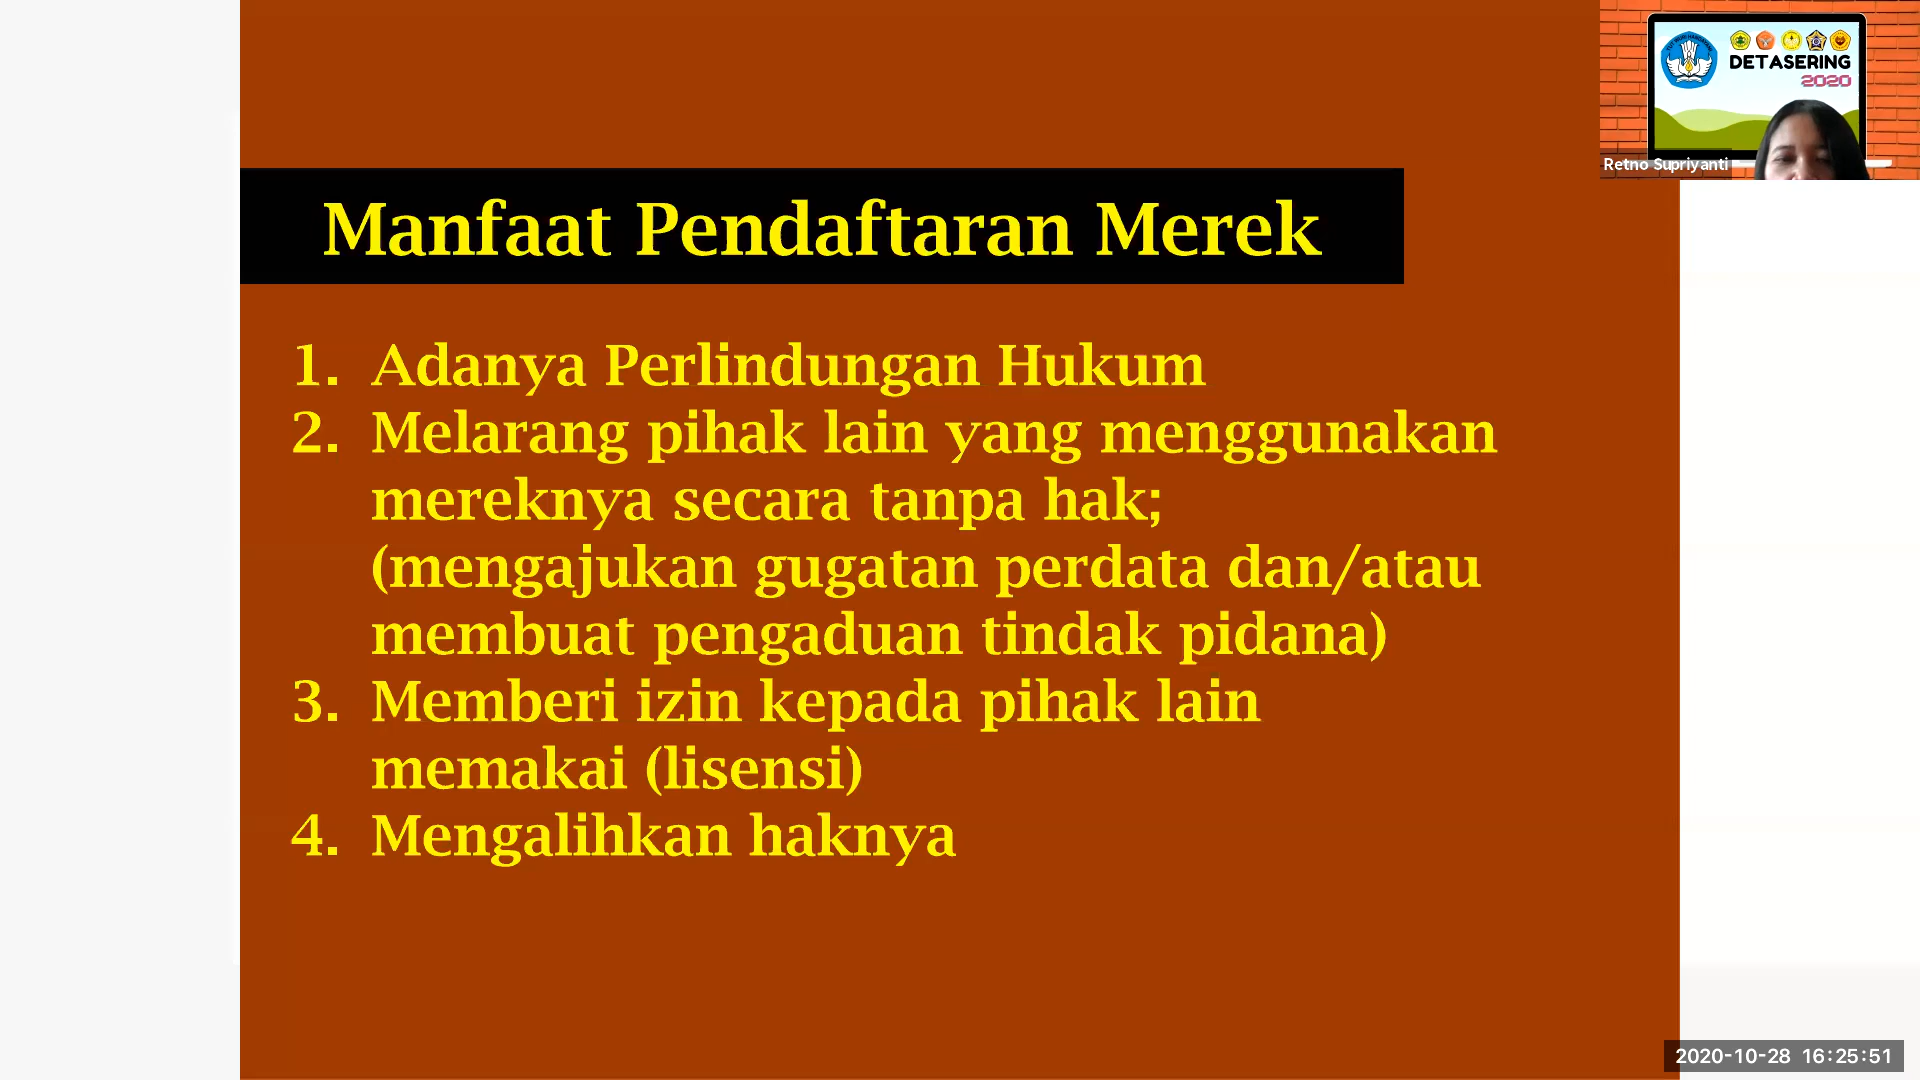 DETASERING
2020
Retno Supriyanti
Manfaat Pendaftaran Merek
1. Adanya Perlindungan Hukum
2. Melarang pihak lain yang menggunakan
mereknya secara tanpa hak;
(mengajukan gugatan perdata dan/atau
membuat pengaduan tindak pidana)
3. Memberi izin kepada pihak lain
memakai (lisensi)
4. Mengalihkan haknya
2020-10-28 16:25:51